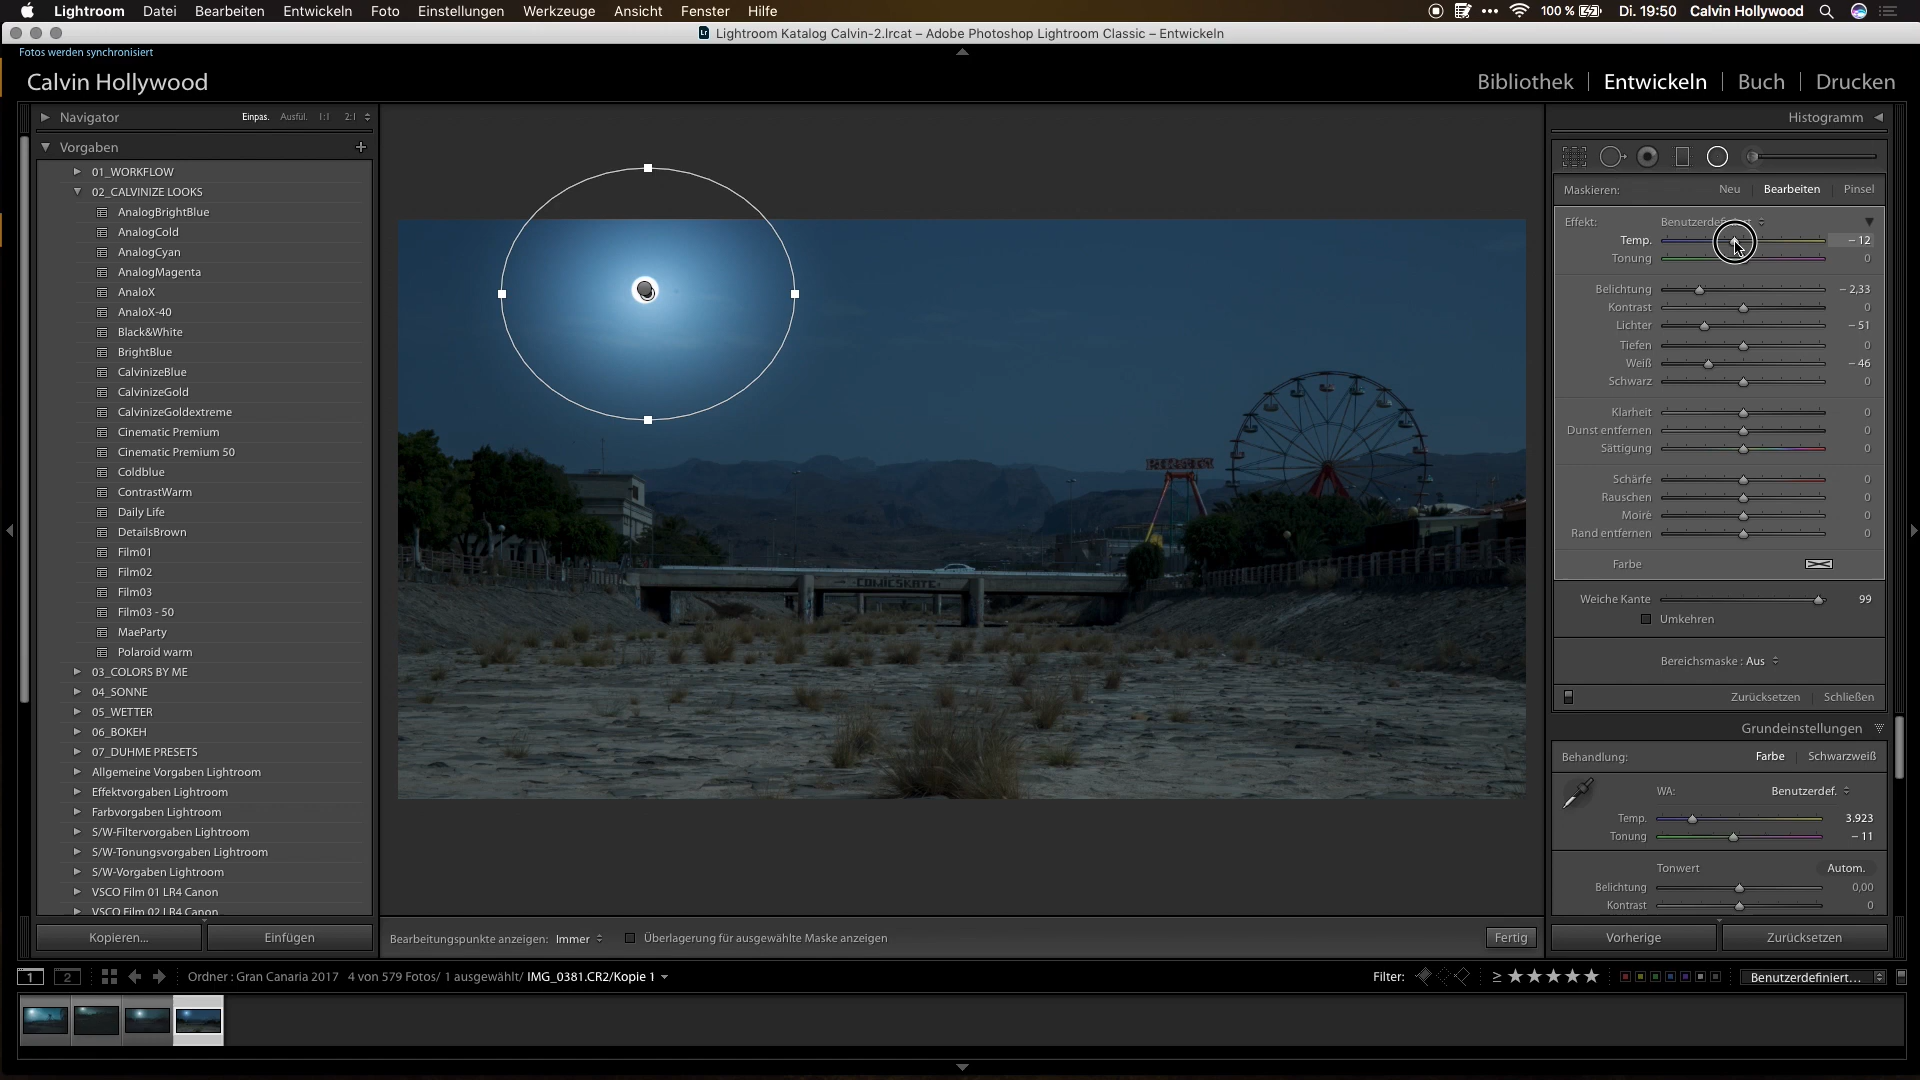 Lightroom Datei Bearbeiten Entwickeln Foto Einstellungen Werkzeuge Ansicht Fenster Hilfe 100 % Di. 19:50 Calvin Hollywood
Lightroom Katalog Calvin-2.lrcat – Adobe Photoshop Lightroom Classic – Entwickeln
Fotos werden synchronisiert
Calvin Hollywood
Bibliothek | Entwickeln | Buch | Drucken
Navigator Einpas. Ausfül. 1:1 2:1
Histogramm
Vorgaben +
01_WORKFLOW
02_CALVINIZE LOOKS
AnalogBrightBlue
AnalogCold
AnalogCyan
AnalogMagenta
AnaloX
AnaloX-40
Black&White
BrightBlue
CalvinizeBlue
CalvinizeGold
CalvinizeGoldextreme
Cinematic Premium
Cinematic Premium 50
Coldblue
ContrastWarm
Daily Life
DetailsBrown
Film01
Film02
Film03
Film03 - 50
MaeParty
Polaroid warm
03_COLORS BY ME
04_SONNE
05_WETTER
06_BOKEH
07_DUHME PRESETS
Allgemeine Vorgaben Lightroom
Effektvorgaben Lightroom
Farbvorgaben Lightroom
S/W-Filtervorgaben Lightroom
S/W-Tonungsvorgaben Lightroom
S/W-Vorgaben Lightroom
VSCO Film 01 LR4 Canon
VSCO Film 02 LR4 Canon
Kopieren... Einfügen
COMICSKATE
Maskieren: Neu Bearbeiten Pinsel
Effekt: Benutzerdefiniert
Temp. – 12
Tonung 0
Belichtung – 2,33
Kontrast 0
Lichter – 51
Tiefen 0
Weiß – 46
Schwarz 0
Klarheit 0
Dunst entfernen 0
Sättigung 0
Schärfe 0
Rauschen 0
Moiré 0
Rand entfernen 0
Farbe
Weiche Kante 99
Umkehren
Bereichsmaske : Aus
Zurücksetzen Schließen
Grundeinstellungen
Behandlung: Farbe Schwarzweiß
WA: Benutzerdef.
Temp. 3.923
Tonung – 11
Tonwert Autom.
Belichtung 0,00
Kontrast 0
Bearbeitungspunkte anzeigen: Immer Überlagerung für ausgewählte Maske anzeigen Fertig
Vorherige Zurücksetzen
1 2 Ordner : Gran Canaria 2017 4 von 579 Fotos/ 1 ausgewählt/ IMG_0381.CR2/Kopie 1 Filter: ≥ ★★★★★ Benutzerdefiniert...